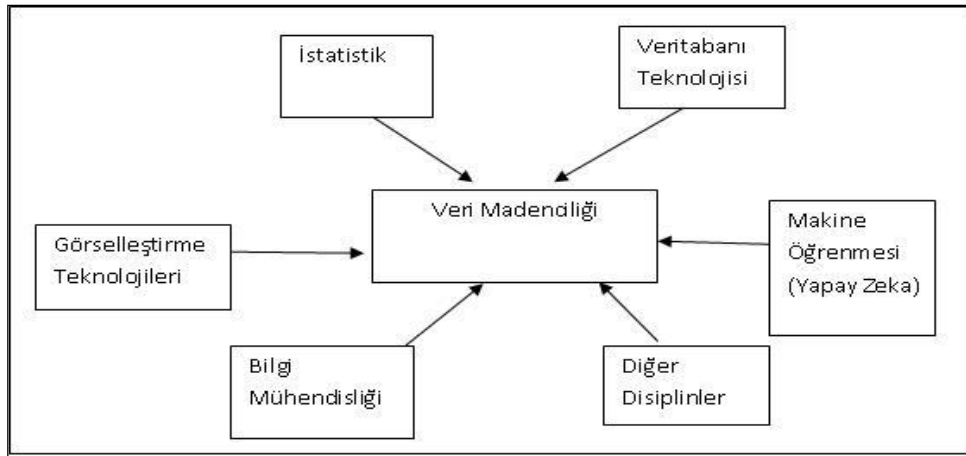 İstatistik
Veritabanı
Teknolojisi
Veri Madenciliği
Görselleştirme
Teknolojileri
Makine
Öğrenmesi
(Yapay Zeka)
Bilgi
Mühendisliği
Diğer
Disiplinler